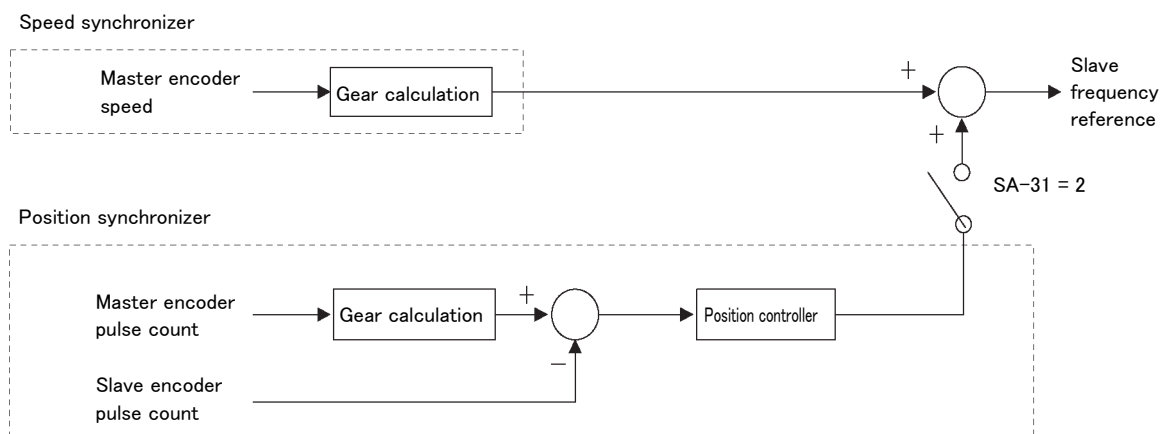 Speed synchronizer
Master encoder
speed
Gear calculation
+
+
Slave
frequency
reference
SA-31 = 2
Position synchronizer
Master encoder
pulse count
Gear calculation
+
−
Position controller
Slave encoder
pulse count